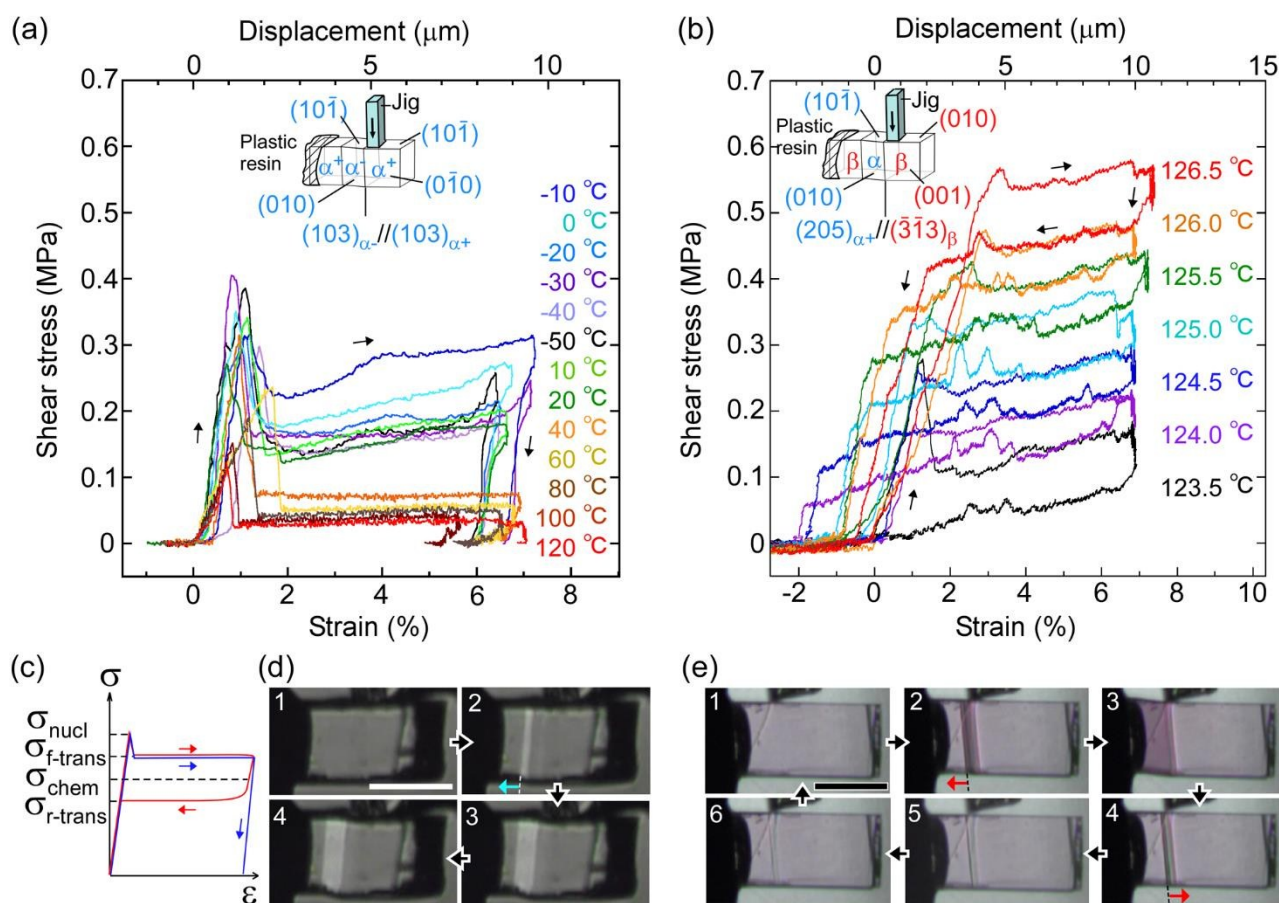 (a)
Displacement (μm)
0 5 10
0.7
0.6
0.5
0.4
0.3
0.2
0.1
0
Shear stress (MPa)
(101̄)
Jig
(101̄)
Plastic
resin
α⁺ α⁻ α⁺
(01̄0)
(010)
(103)α-//(103)α+
-10 °C
0 °C
-20 °C
-30 °C
-40 °C
-50 °C
10 °C
20 °C
40 °C
60 °C
80 °C
100 °C
120 °C
0 2 4 6 8
Strain (%)
(b)
Displacement (μm)
0 5 10 15
0.7
0.6
0.5
0.4
0.3
0.2
0.1
0
Shear stress (MPa)
(101̄)
Jig
(010)
Plastic
resin
β α β
(010)
(001)
(205)α+//(3̄1̄3)β
126.5 °C
126.0 °C
125.5 °C
125.0 °C
124.5 °C
124.0 °C
123.5 °C
-2 0 2 4 6 8 10
Strain (%)
(c)
σ
σnucl
σf-trans
σchem
σr-trans
ε
(d)
1
2
4
3
(e)
1
2
3
6
5
4